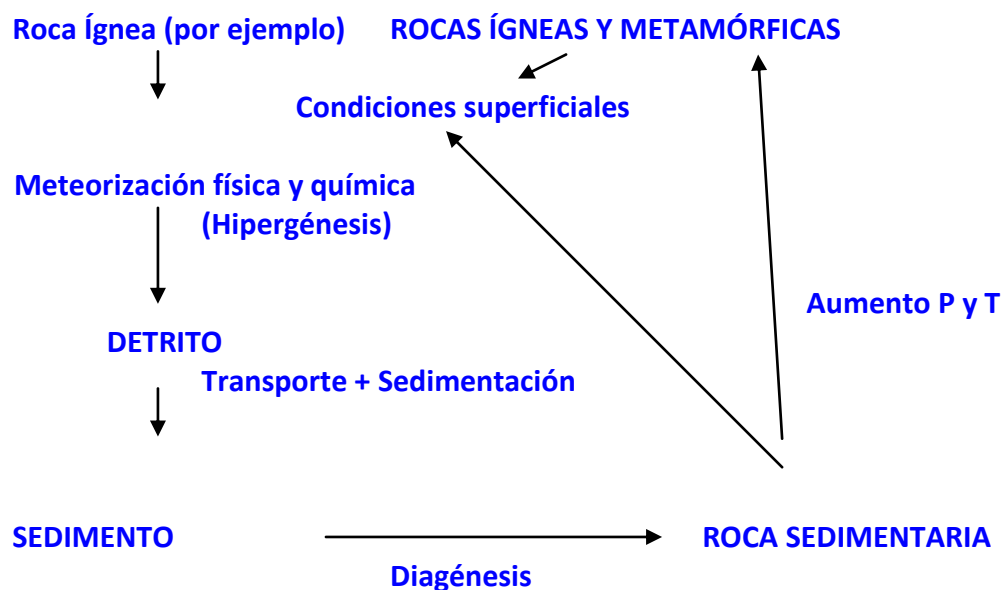 Roca Ígnea (por ejemplo)
ROCAS ÍGNEAS Y METAMÓRFICAS
Condiciones superficiales
Meteorización física y química
(Hipergénesis)
Aumento P y T
DETRITO
Transporte + Sedimentación
SEDIMENTO
ROCA SEDIMENTARIA
Diagénesis